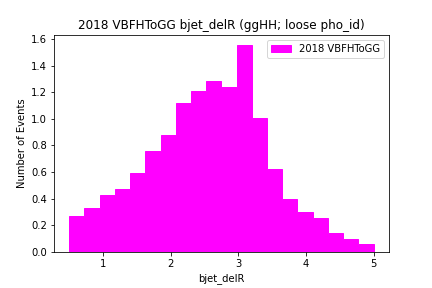 2018 VBFHToGG bjet_delR (ggHH; loose pho_id)
2018 VBFHToGG
Number of Events
1.6
1.4
1.2
1.0
0.8
0.6
0.4
0.2
0.0
1 2 3 4 5
bjet_delR